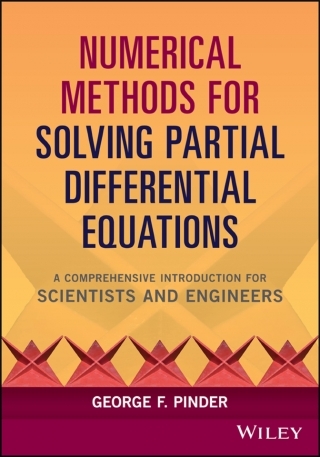 NUMERICAL
METHODS FOR
SOLVING PARTIAL
DIFFERENTIAL
EQUATIONS
A COMPREHENSIVE INTRODUCTION FOR
SCIENTISTS AND ENGINEERS
GEORGE F. PINDER
WILEY